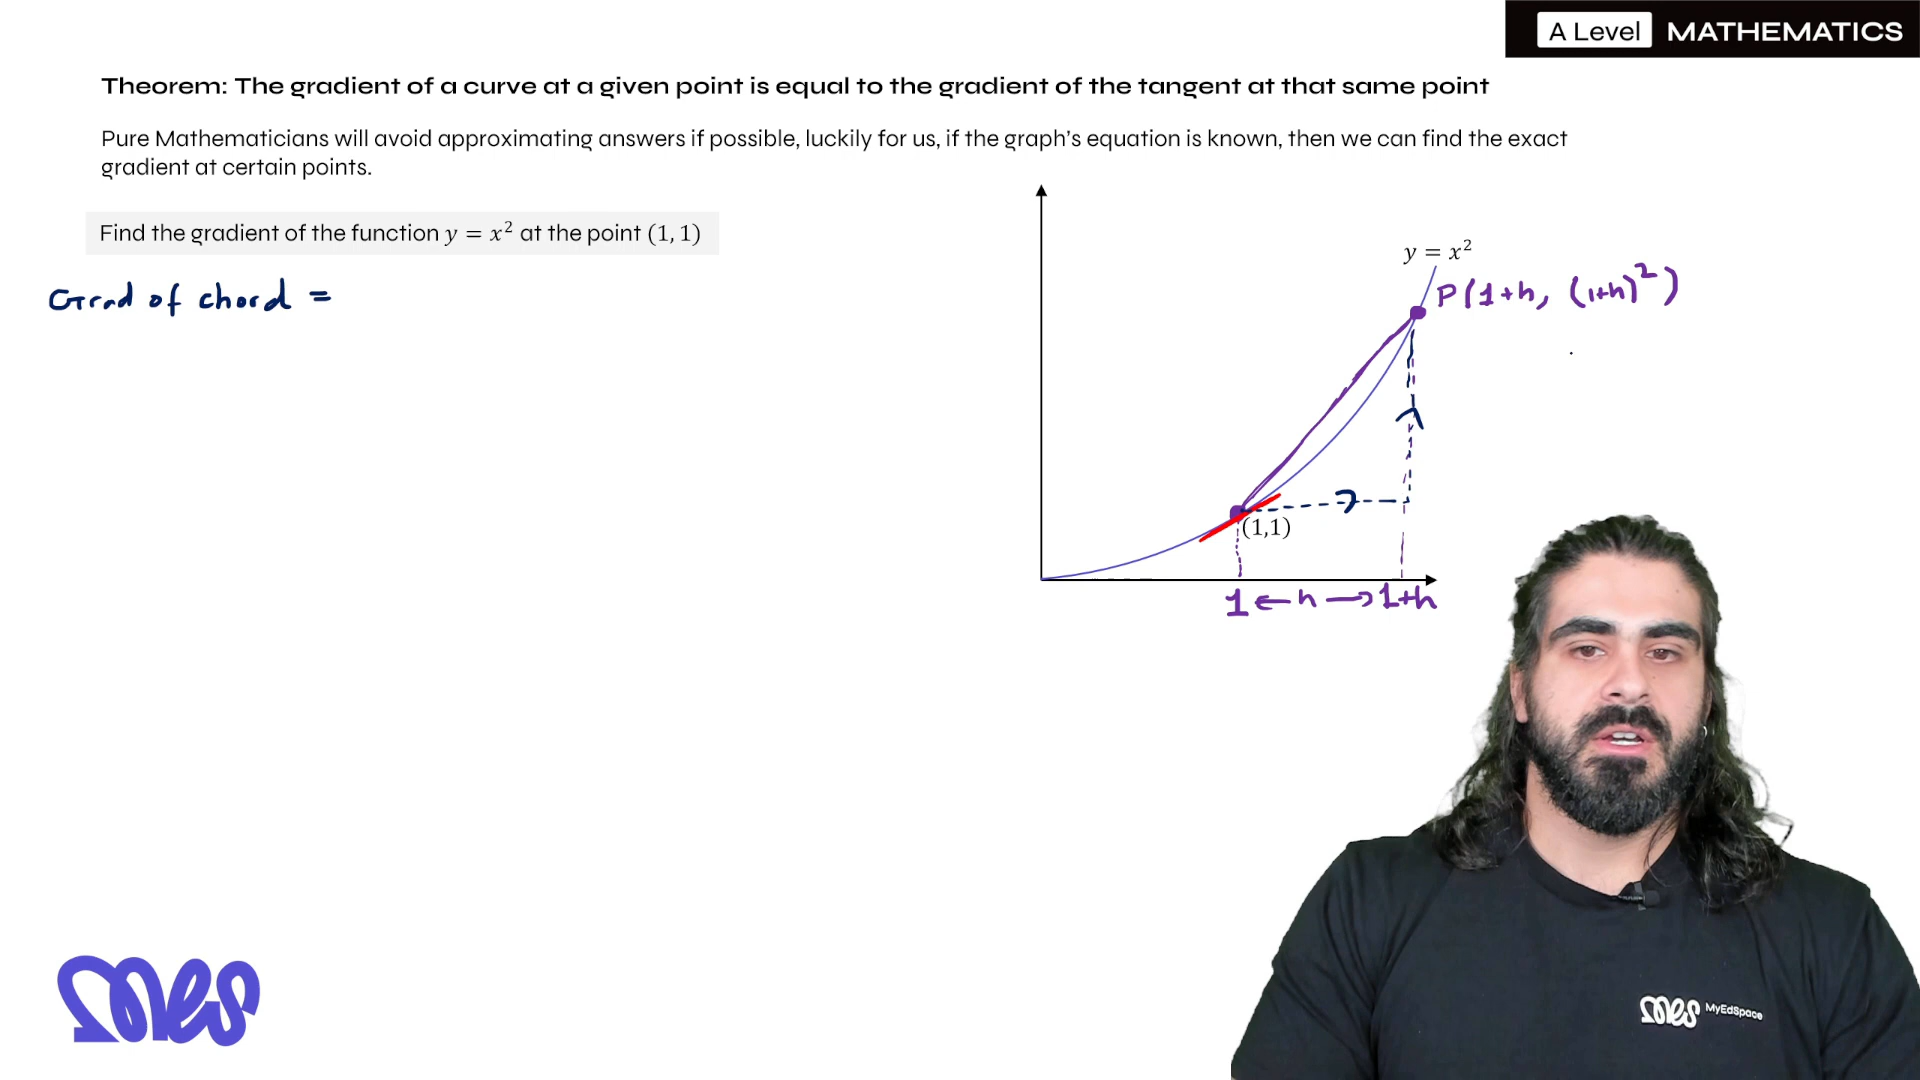 A Level MATHEMATICS
Theorem: The gradient of a curve at a given point is equal to the gradient of the tangent at that same point
Pure Mathematicians will avoid approximating answers if possible, luckily for us, if the graph's equation is known, then we can find the exact
gradient at certain points.
Find the gradient of the function y = x² at the point (1, 1)
Grad of chord =
y = x²
P(1+h, (1+h)²)
(1,1)
1 ← h → 1+h
mes
mes MyEdSpace